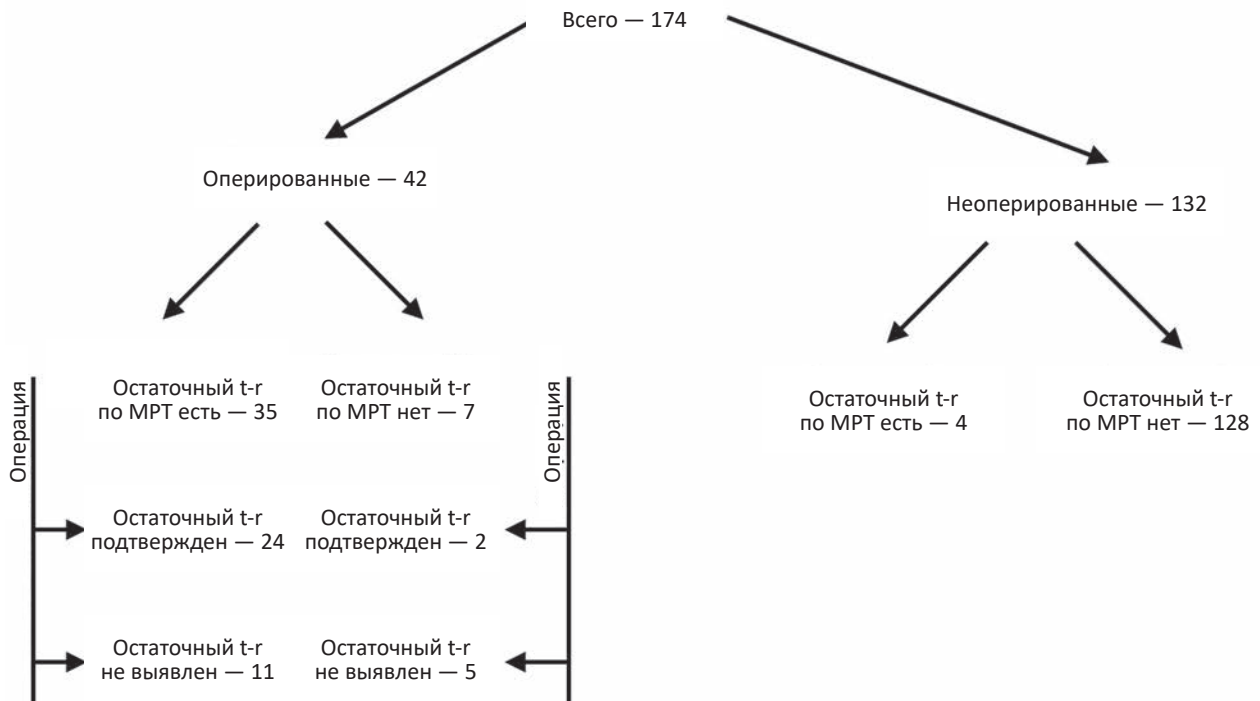 Всего — 174
Оперированные — 42
Неоперированные — 132
Операция
Остаточный t-r
по МРТ есть — 35
Остаточный t-r
по МРТ нет — 7
Операция
Остаточный t-r
по МРТ есть — 4
Остаточный t-r
по МРТ нет — 128
Остаточный t-r
подтвержден — 24
Остаточный t-r
подтвержден — 2
Остаточный t-r
не выявлен — 11
Остаточный t-r
не выявлен — 5